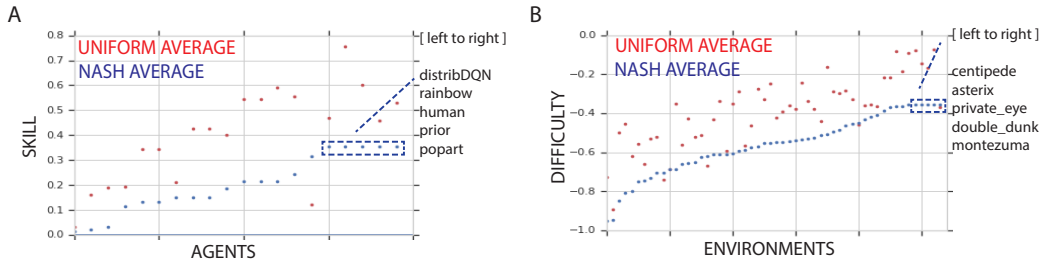 A
UNIFORM AVERAGE
NASH AVERAGE
[ left to right ]
distribDQN
rainbow
human
prior
popart
0.8
0.7
0.6
0.5
0.4
0.3
0.2
0.1
0.0
SKILL
AGENTS
B
UNIFORM AVERAGE
NASH AVERAGE
[ left to right ]
centipede
asterix
private_eye
double_dunk
montezuma
0.0
−0.2
−0.4
−0.6
−0.8
−1.0
DIFFICULTY
ENVIRONMENTS